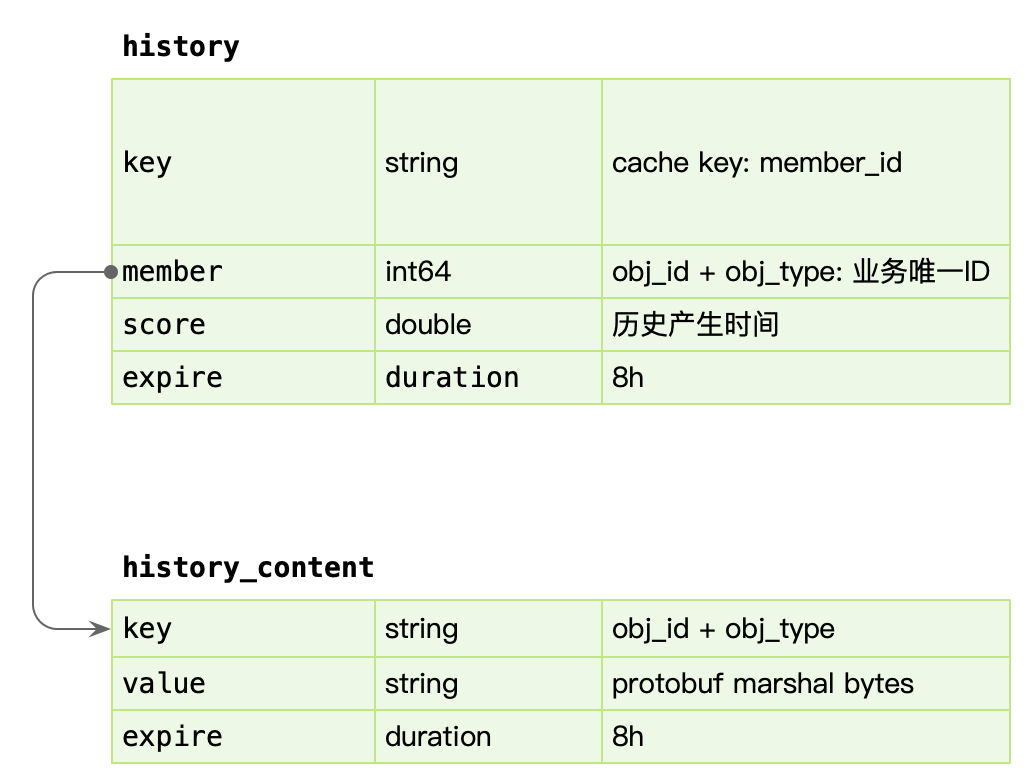 history
key string cache key: member_id
member int64 obj_id + obj_type: 业务唯一ID
score double 历史产生时间
expire duration 8h
history_content
key string obj_id + obj_type
value string protobuf marshal bytes
expire duration 8h